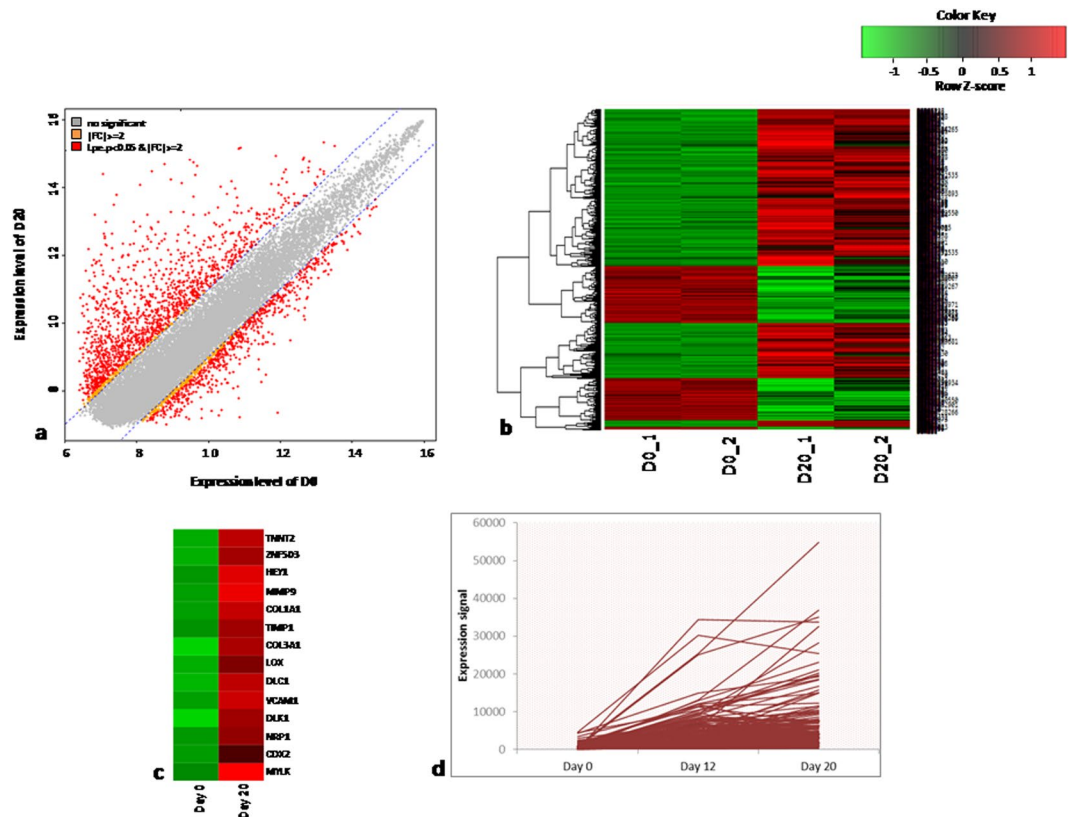 Color Key
-1 -0.5 0 0.5 1
Row Z-score
no significant
|FC|>=2
Lpe.p<0.05 & |FC|>=2
Expression level of D20
16
14
12
10
8
6 8 10 12 14 16
Expression level of D0
a
b
D0_1 D0_2 D20_1 D20_2
TNNT2
ZNF503
HEY1
MMP9
COL1A1
TIMP1
COL3A1
LOX
DLC1
VCAM1
DLK1
NRP1
CDX2
MYLK
c
Day 0 Day 20
60000
50000
40000
30000
20000
10000
0
Expression signal
d
Day 0 Day 12 Day 20